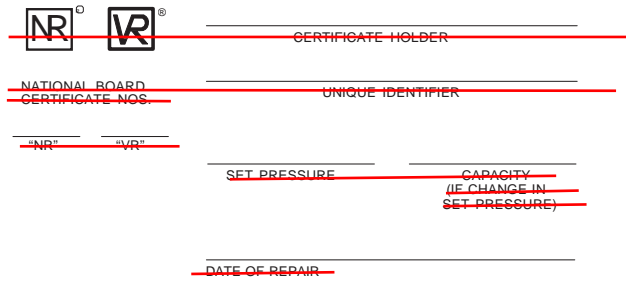 NR VR ®
CERTIFICATE HOLDER
NATIONAL BOARD
CERTIFICATE NOS.
UNIQUE IDENTIFIER
"NR" "VR"
SET PRESSURE
CAPACITY
(IF CHANGE IN
SET PRESSURE)
DATE OF REPAIR